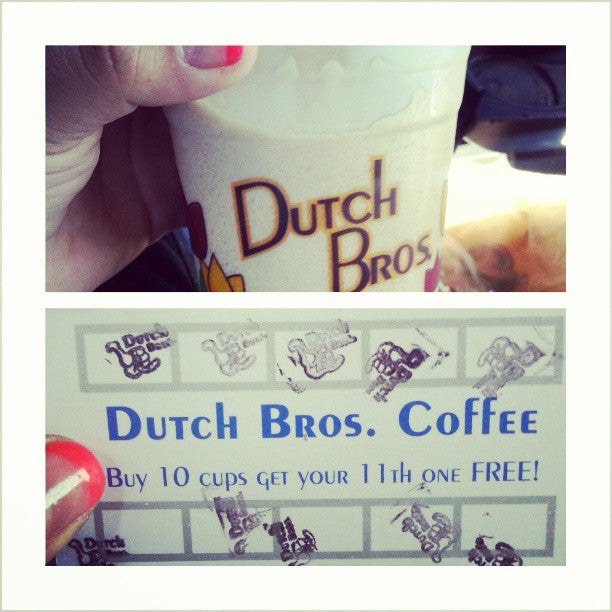 Dutch
Bros.
Dutch Bros. Coffee
Buy 10 cups get your 11th one FREE!